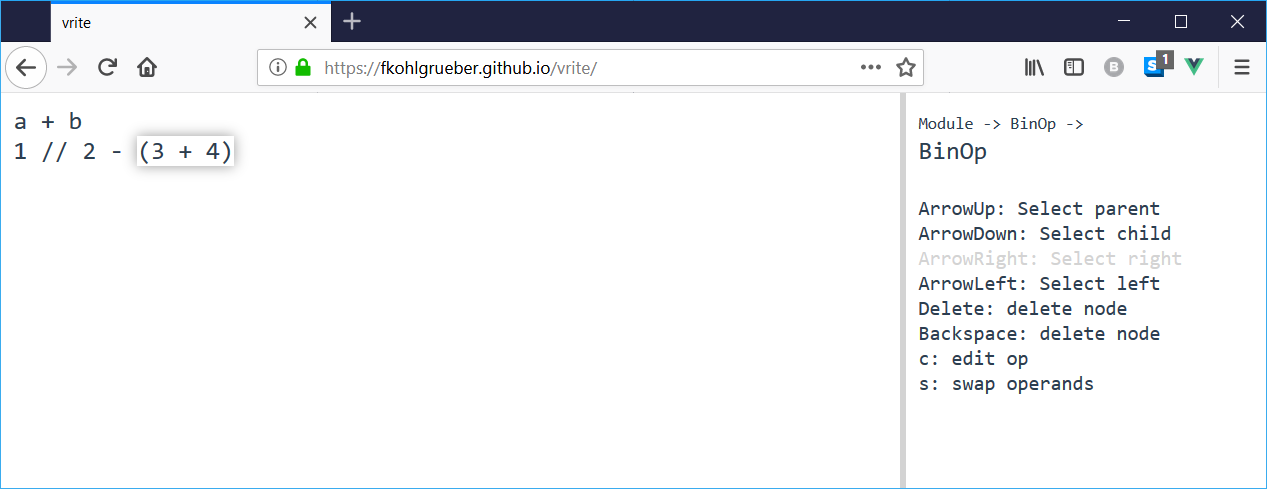 vrite
https://fkohlgrueber.github.io/vrite/
B
S 1
a + b
1 // 2 - (3 + 4)
Module -> BinOp ->
BinOp
ArrowUp: Select parent
ArrowDown: Select child
ArrowRight: Select right
ArrowLeft: Select left
Delete: delete node
Backspace: delete node
c: edit op
s: swap operands